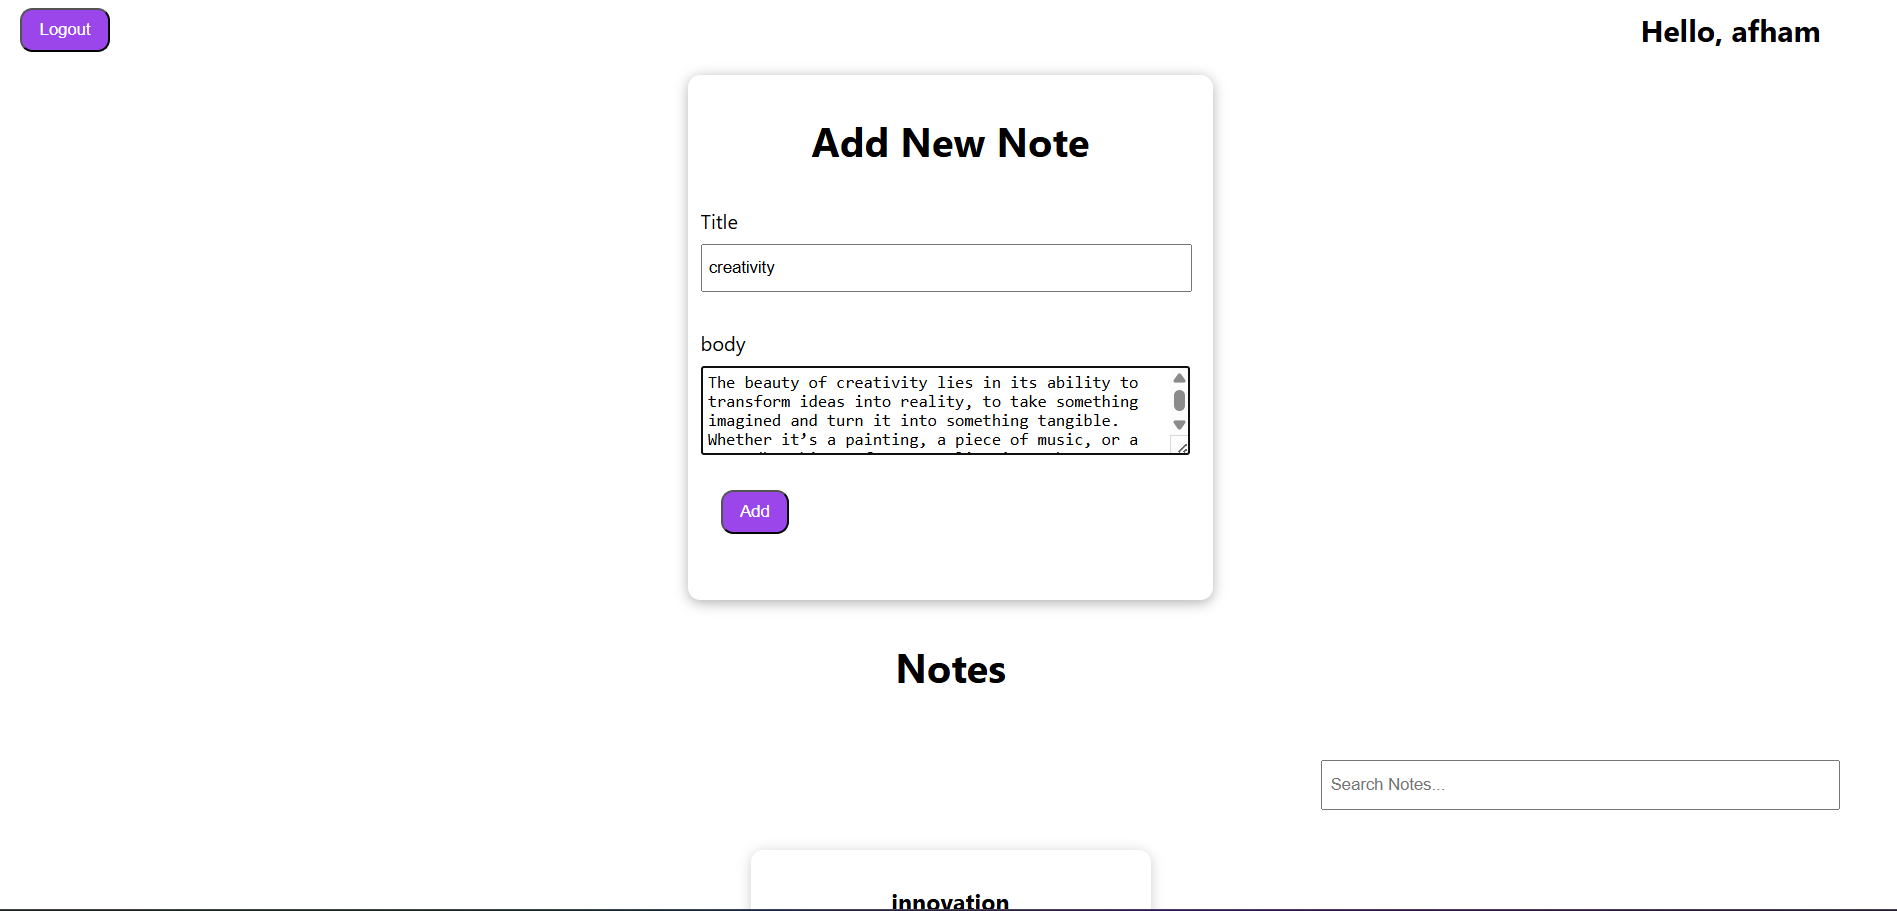 Logout
Hello, afham
Add New Note
Title
creativity
body
The beauty of creativity lies in its ability to
transform ideas into reality, to take something
imagined and turn it into something tangible.
Whether it’s a painting, a piece of music, or a
Add
Notes
Search Notes...
innovation